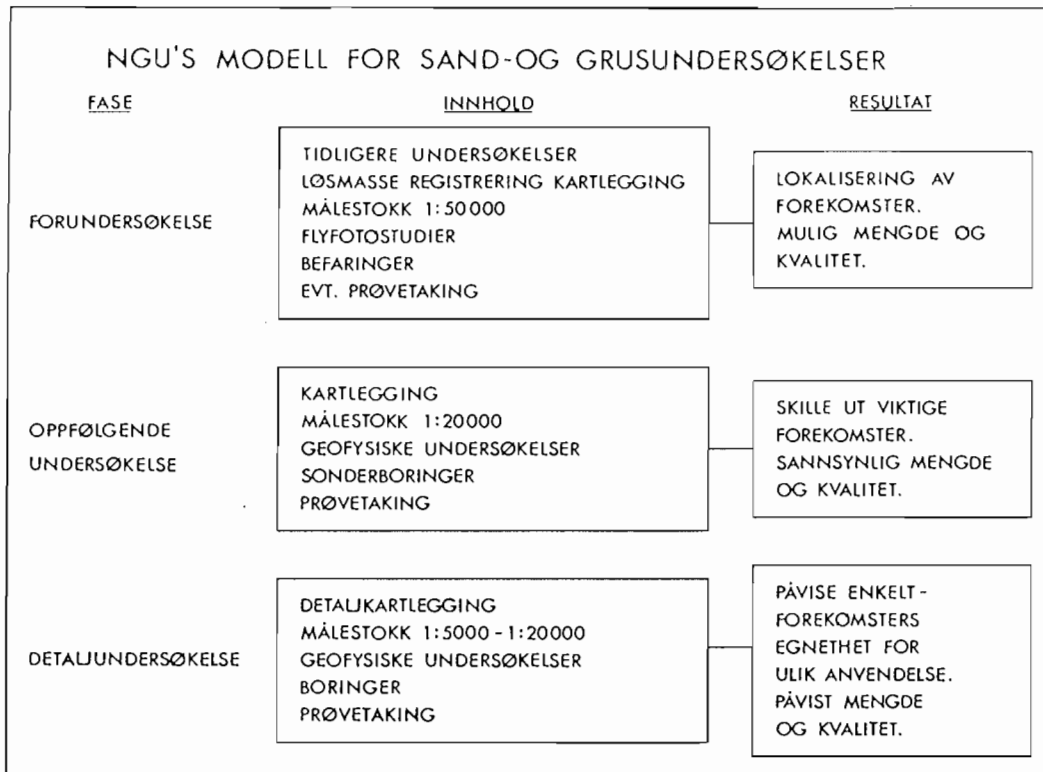 NGU'S MODELL FOR SAND-OG GRUSUNDERSØKELSER
FASE
INNHOLD
RESULTAT
FORUNDERSØKELSE
TIDLIGERE UNDERSØKELSER
LØSMASSE REGISTRERING KARTLEGGING
MÅLESTOKK 1:50000
FLYFOTOSTUDIER
BEFARINGER
EVT. PRØVETAKING
LOKALISERING AV
FOREKOMSTER.
MULIG MENGDE OG
KVALITET.
OPPFØLGENDE
UNDERSØKELSE
KARTLEGGING
MÅLESTOKK 1:20000
GEOFYSISKE UNDERSØKELSER
SONDERBORINGER
PRØVETAKING
SKILLE UT VIKTIGE
FOREKOMSTER.
SANNSYNLIG MENGDE
OG KVALITET.
DETALJUNDERSØKELSE
DETALJKARTLEGGING
MÅLESTOKK 1:5000-1:20000
GEOFYSISKE UNDERSØKELSER
BORINGER
PRØVETAKING
PÅVISE ENKELT-
FOREKOMSTERS
EGNETHET FOR
ULIK ANVENDELSE.
PÅVIST MENGDE
OG KVALITET.